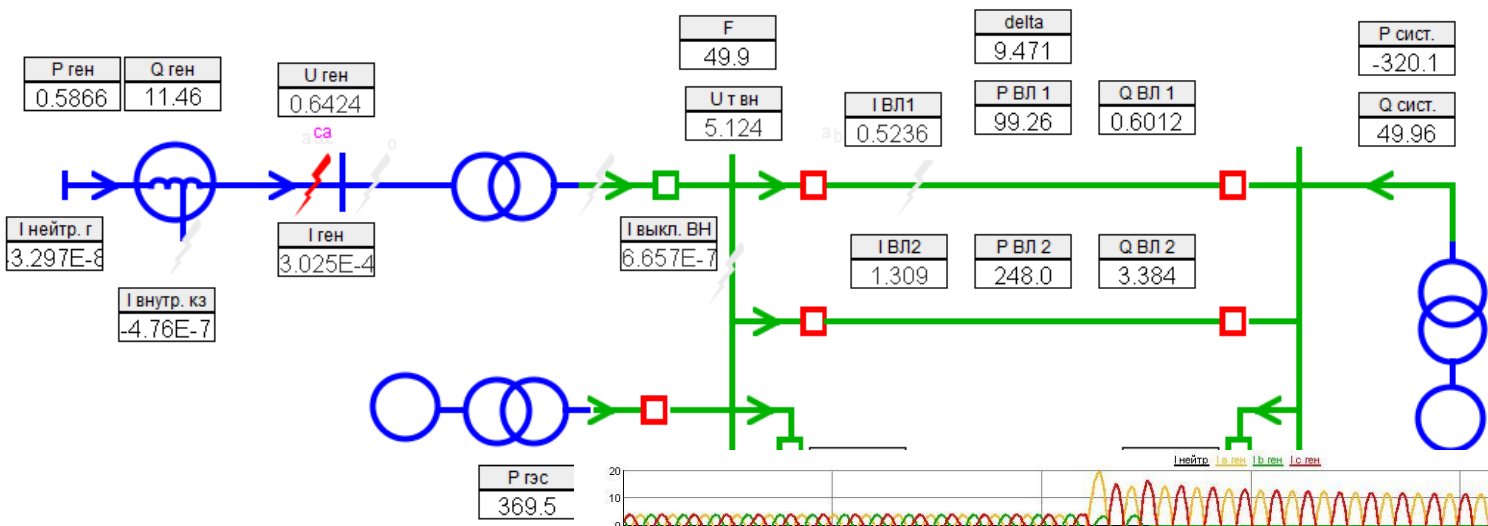 F
49.9
delta
9.471
P сист.
-320.1
P ген
0.5866
Q ген
11.46
U ген
0.6424
U т вн
5.124
I ВЛ1
0.5236
P ВЛ 1
99.26
Q ВЛ 1
0.6012
Q сист.
49.96
ca
o
ab
I нейтр. г
3.297E-8
I ген
3.025E-4
I выкл. ВН
6.657E-7
I ВЛ2
1.309
P ВЛ 2
248.0
Q ВЛ 2
3.384
I внутр. кз
-4.76E-7
P гэс
369.5
I нейтр I a ген I b ген I c ген
20
10
0